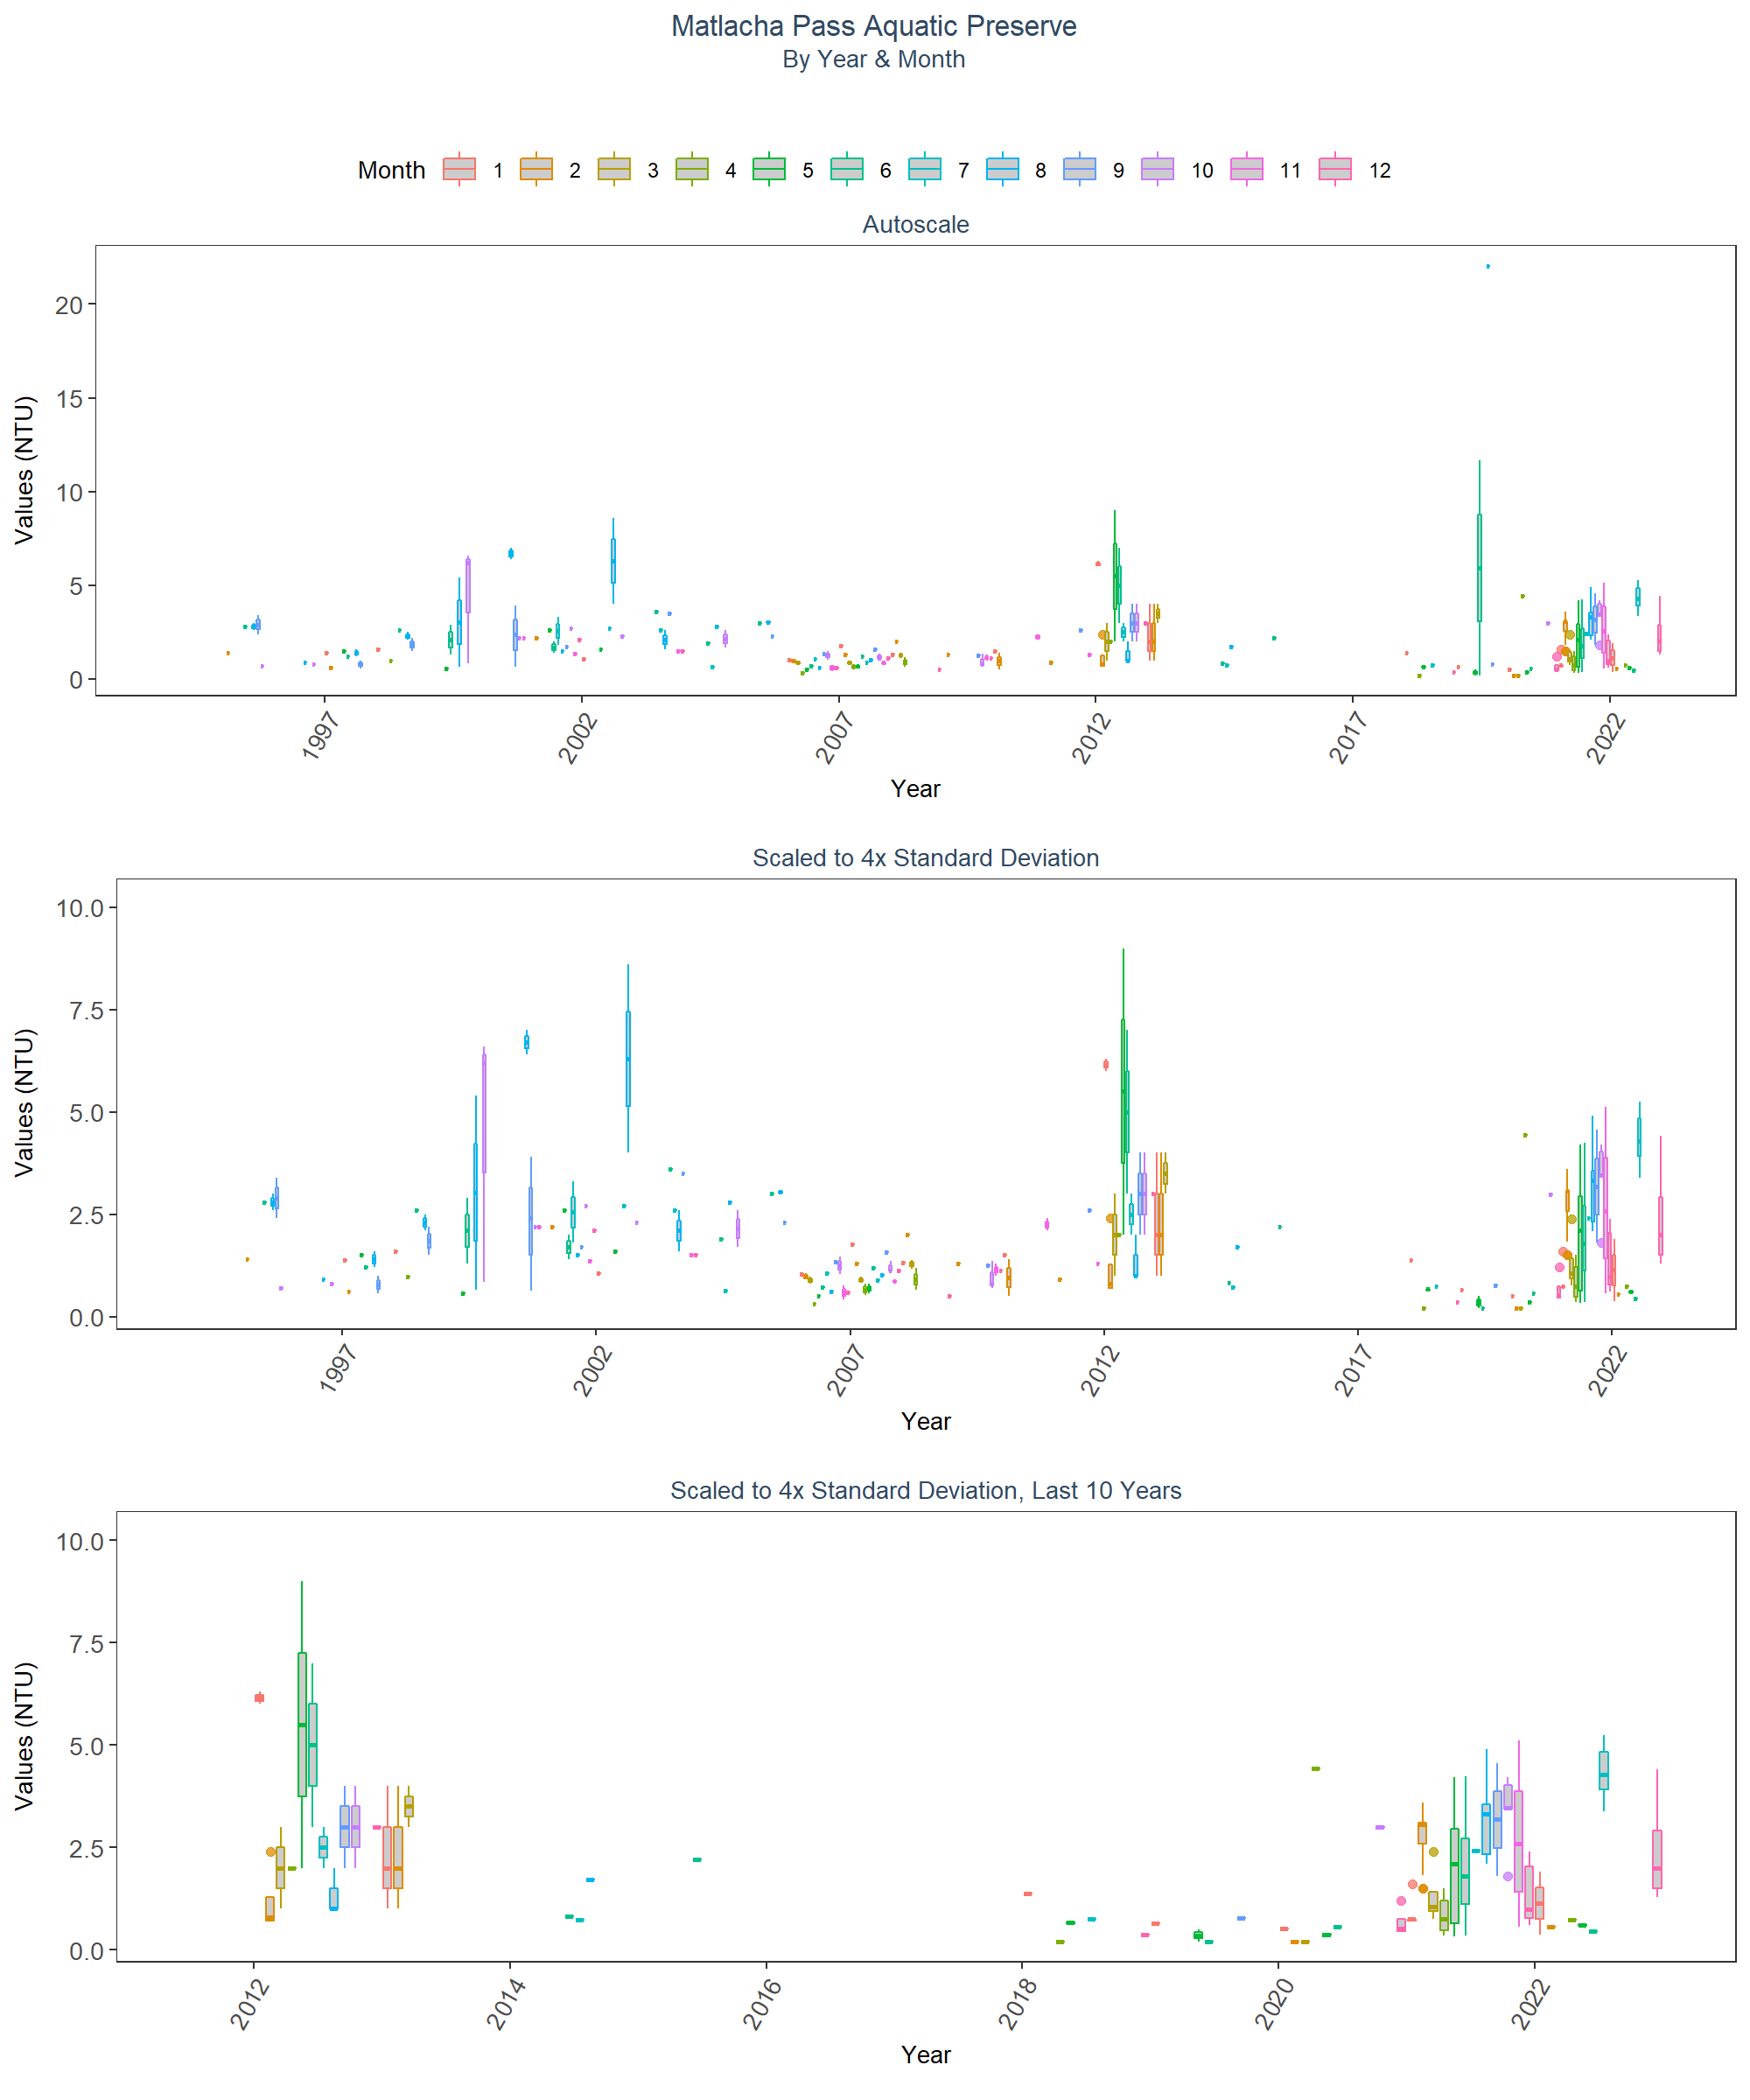 Matlacha Pass Aquatic Preserve
By Year & Month
Month 1 2 3 4 5 6 7 8 9 10 11 12
Autoscale
Values (NTU)
20
15
10
5
0
1997 2002 2007 2012 2017 2022
Year
Scaled to 4x Standard Deviation
Values (NTU)
10.0
7.5
5.0
2.5
0.0
1997 2002 2007 2012 2017 2022
Year
Scaled to 4x Standard Deviation, Last 10 Years
Values (NTU)
10.0
7.5
5.0
2.5
0.0
2012 2014 2016 2018 2020 2022
Year